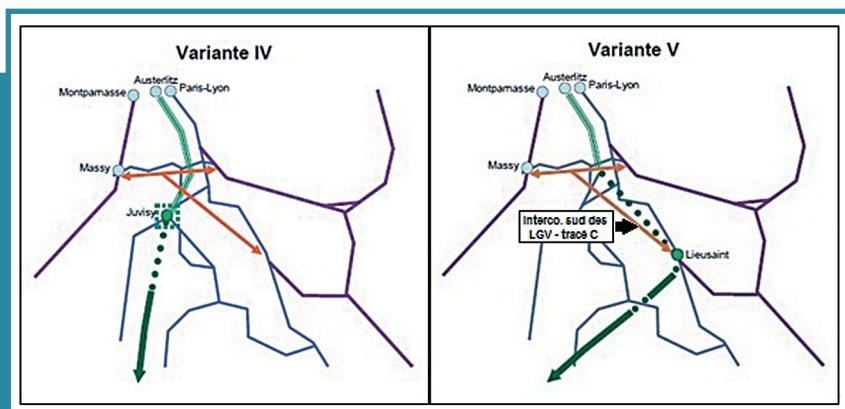 Variante IV
Austerlitz
Montparnasse
Paris-Lyon
Massy
Juvisy
Variante V
Austerlitz
Montparnasse
Paris-Lyon
Massy
Interco. sud des
LGV - tracé C
Lieusaint